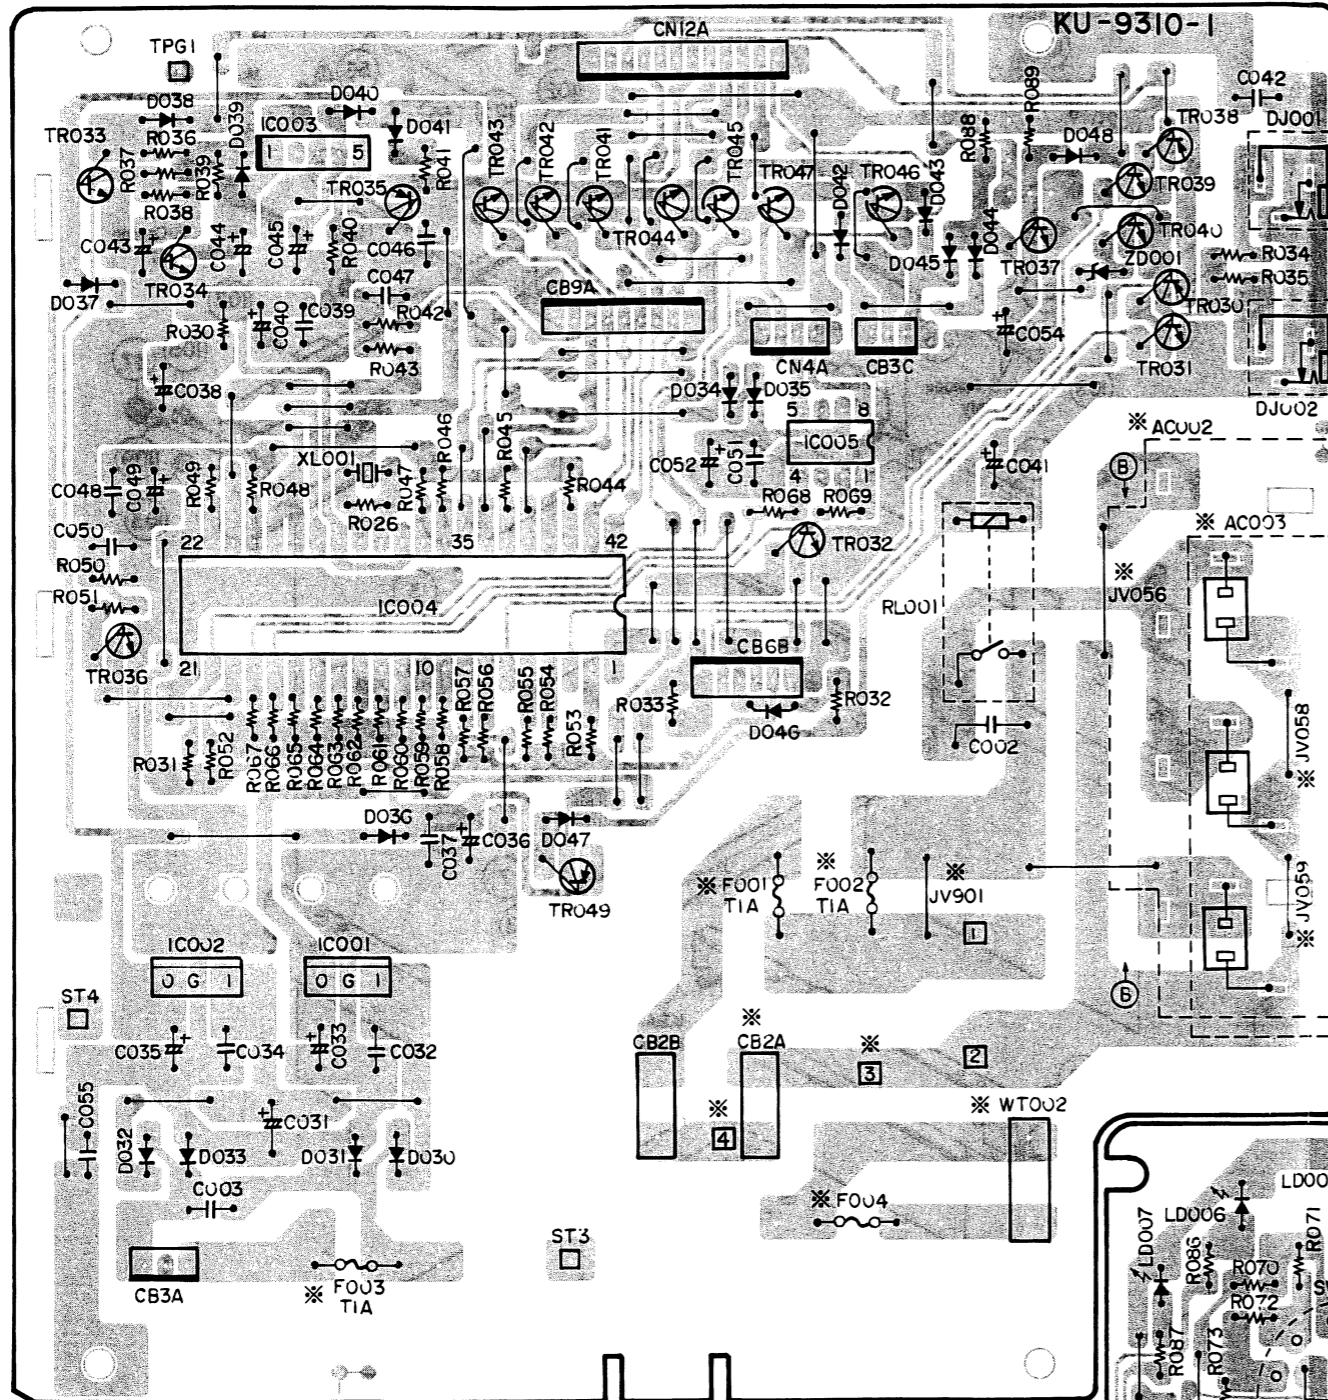 KU-9310-1
CN12A
TPG1
D038
D039
D040
IC003
1 5
D041
R041
TR033
R036
R037
R038
R039
TR035
TR043
TR042
TR041
TR045
TR047
D042
TR046
D043
R088
R089
D048
TR038
C042
DJ001
TR039
TR040
TR044
C043
TR034
C044
C045
R040
C046
C047
D037
R030
C040
C039
R042
R043
CB9A
D045
D044
TR037
ZD001
R034
R035
TR030
TR031
C054
CN4A
CB3C
C038
D034
D035
5 8
IC005
4 1
DJ002
※ AC002
XL001
R046
R045
C052
C051
C041
B
C048
C049
R049
R048
R047
R044
R026
R068
R069
※ AC003
C050
22 35 42
TR032
R050
R051
IC004
RL001
※
JV056
TR036
21 10 1
CB6B
R057
R056
R055
R054
R033
R032
D046
C002
R031
R052
R067
R066
R065
R064
R063
R062
R061
R060
R059
R058
R053
JV058
※
D036
C037
C036
D047
TR049
※ F001
T1A
※
F002
T1A
※
JV901
1
JV059
※
IC002
O G I
IC001
O G I
ST4
B
C035
C034
C033
C032
CB2B
※
CB2A
※
3
2
C055
C031
※
4
※ WT002
D032
D033
D031
D030
C003
※ F004
ST3
CB3A
※ F003
T1A
LD00
LD006
LD007
R086
R071
R070
R072
R087
R073